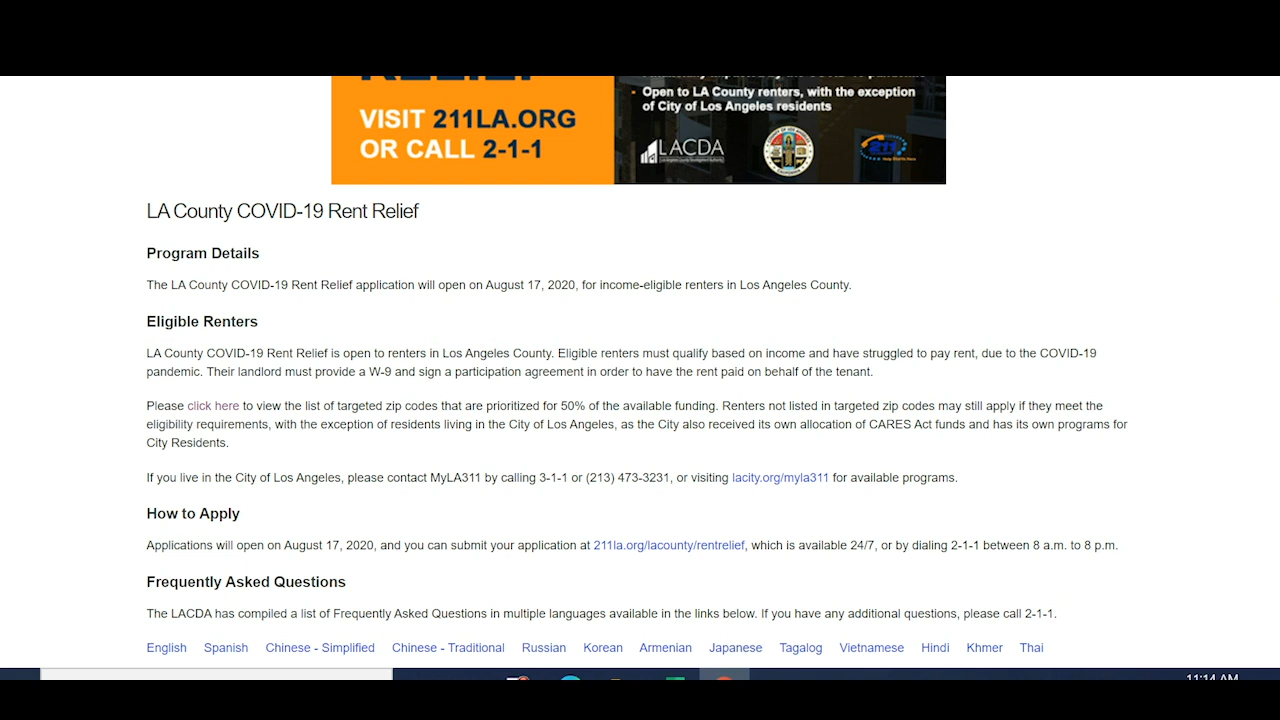 VISIT 211LA.ORG
OR CALL 2-1-1
• Open to LA County renters, with the exception
of City of Los Angeles residents
LACDA
211
LA County COVID-19 Rent Relief
Program Details
The LA County COVID-19 Rent Relief application will open on August 17, 2020, for income-eligible renters in Los Angeles County.
Eligible Renters
LA County COVID-19 Rent Relief is open to renters in Los Angeles County. Eligible renters must qualify based on income and have struggled to pay rent, due to the COVID-19
pandemic. Their landlord must provide a W-9 and sign a participation agreement in order to have the rent paid on behalf of the tenant.
Please click here to view the list of targeted zip codes that are prioritized for 50% of the available funding. Renters not listed in targeted zip codes may still apply if they meet the
eligibility requirements, with the exception of residents living in the City of Los Angeles, as the City also received its own allocation of CARES Act funds and has its own programs for
City Residents.
If you live in the City of Los Angeles, please contact MyLA311 by calling 3-1-1 or (213) 473-3231, or visiting lacity.org/myla311 for available programs.
How to Apply
Applications will open on August 17, 2020, and you can submit your application at 211la.org/lacounty/rentrelief, which is available 24/7, or by dialing 2-1-1 between 8 a.m. to 8 p.m.
Frequently Asked Questions
The LACDA has compiled a list of Frequently Asked Questions in multiple languages available in the links below. If you have any additional questions, please call 2-1-1.
English Spanish Chinese - Simplified Chinese - Traditional Russian Korean Armenian Japanese Tagalog Vietnamese Hindi Khmer Thai
11:14 AM